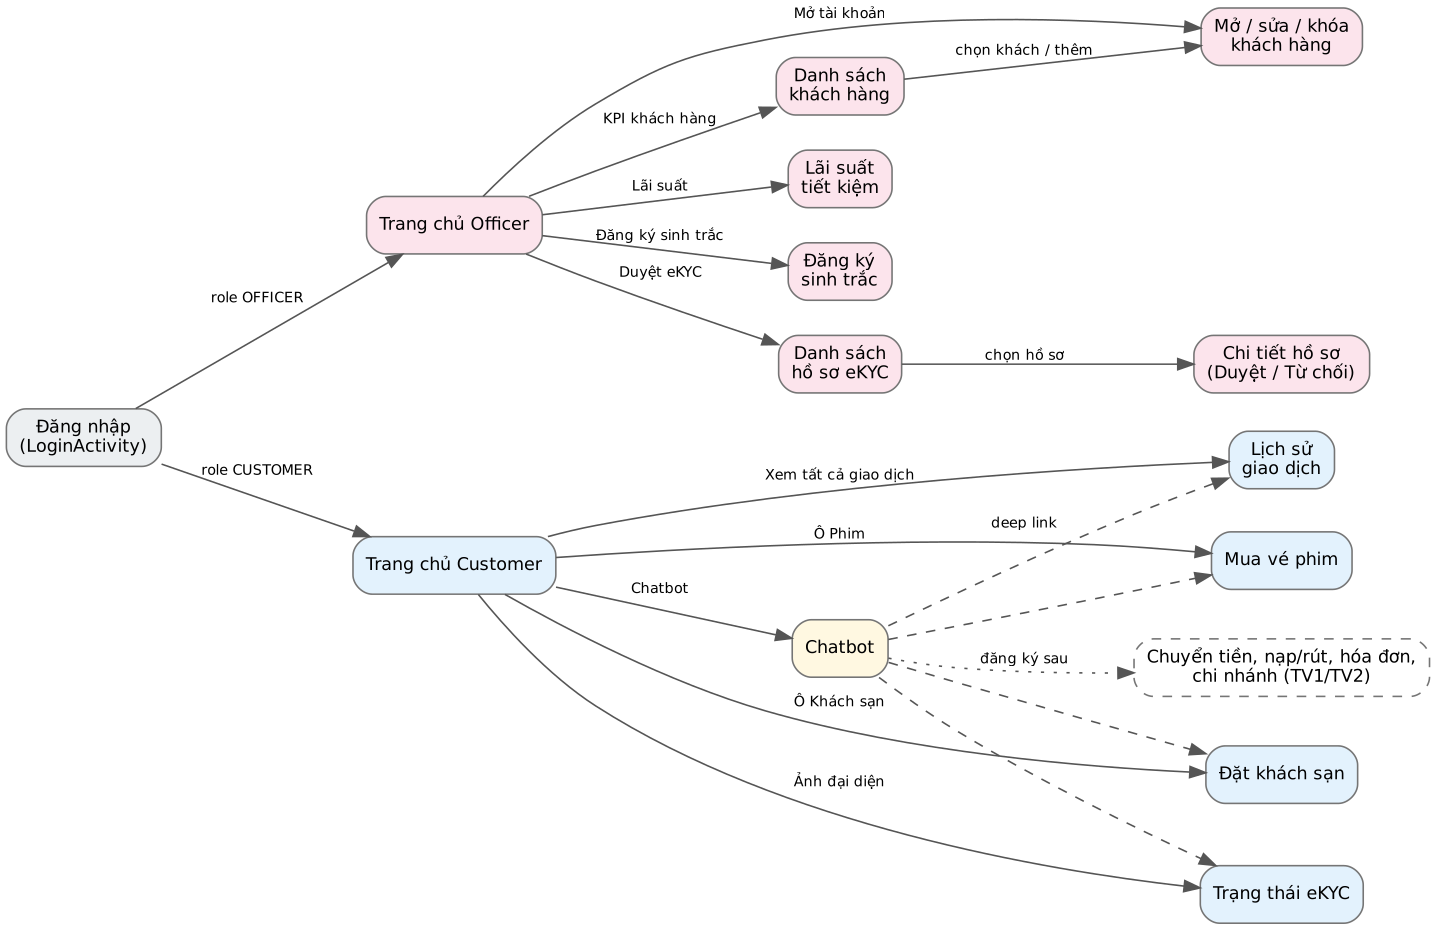 Mở tài khoản
Mở / sửa / khóa
khách hàng
chọn khách / thêm
Danh sách
khách hàng
KPI khách hàng
Lãi suất
tiết kiệm
Lãi suất
Trang chủ Officer
Đăng ký sinh trắc
Đăng ký
sinh trắc
Duyệt eKYC
role OFFICER
Danh sách
hồ sơ eKYC
chọn hồ sơ
Chi tiết hồ sơ
(Duyệt / Từ chối)
Đăng nhập
(LoginActivity)
role CUSTOMER
Xem tất cả giao dịch
Lịch sử
giao dịch
deep link
Ô Phim
Mua vé phim
Trang chủ Customer
Chatbot
Chatbot
đăng ký sau
Chuyển tiền, nạp/rút, hóa đơn,
chi nhánh (TV1/TV2)
Ô Khách sạn
Đặt khách sạn
Ảnh đại diện
Trạng thái eKYC